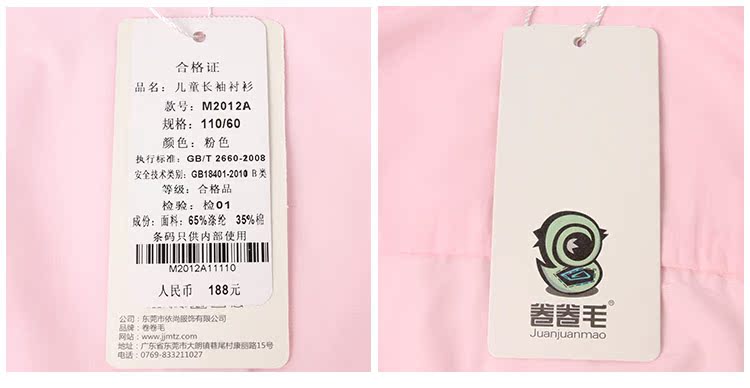 合格证
品名：儿童长袖衬衫
款号：M2012A
规格：110/60
颜色：粉色
执行标准：GB/T 2660-2008
安全技术类别：GB18401-2010 B类
等级：合格品
检验：检01
成份：面料：65%涤纶 35%棉
条码只供内部使用
M2012A11110
人民币 188元
公司：东莞市依尚服饰有限公司
品牌：卷卷毛
网站：www.jjmtz.com
地址：广东省东莞市大朗镇巷尾村康丽路15号
电话：0769-833211027
卷卷毛®
Juanjuanmao